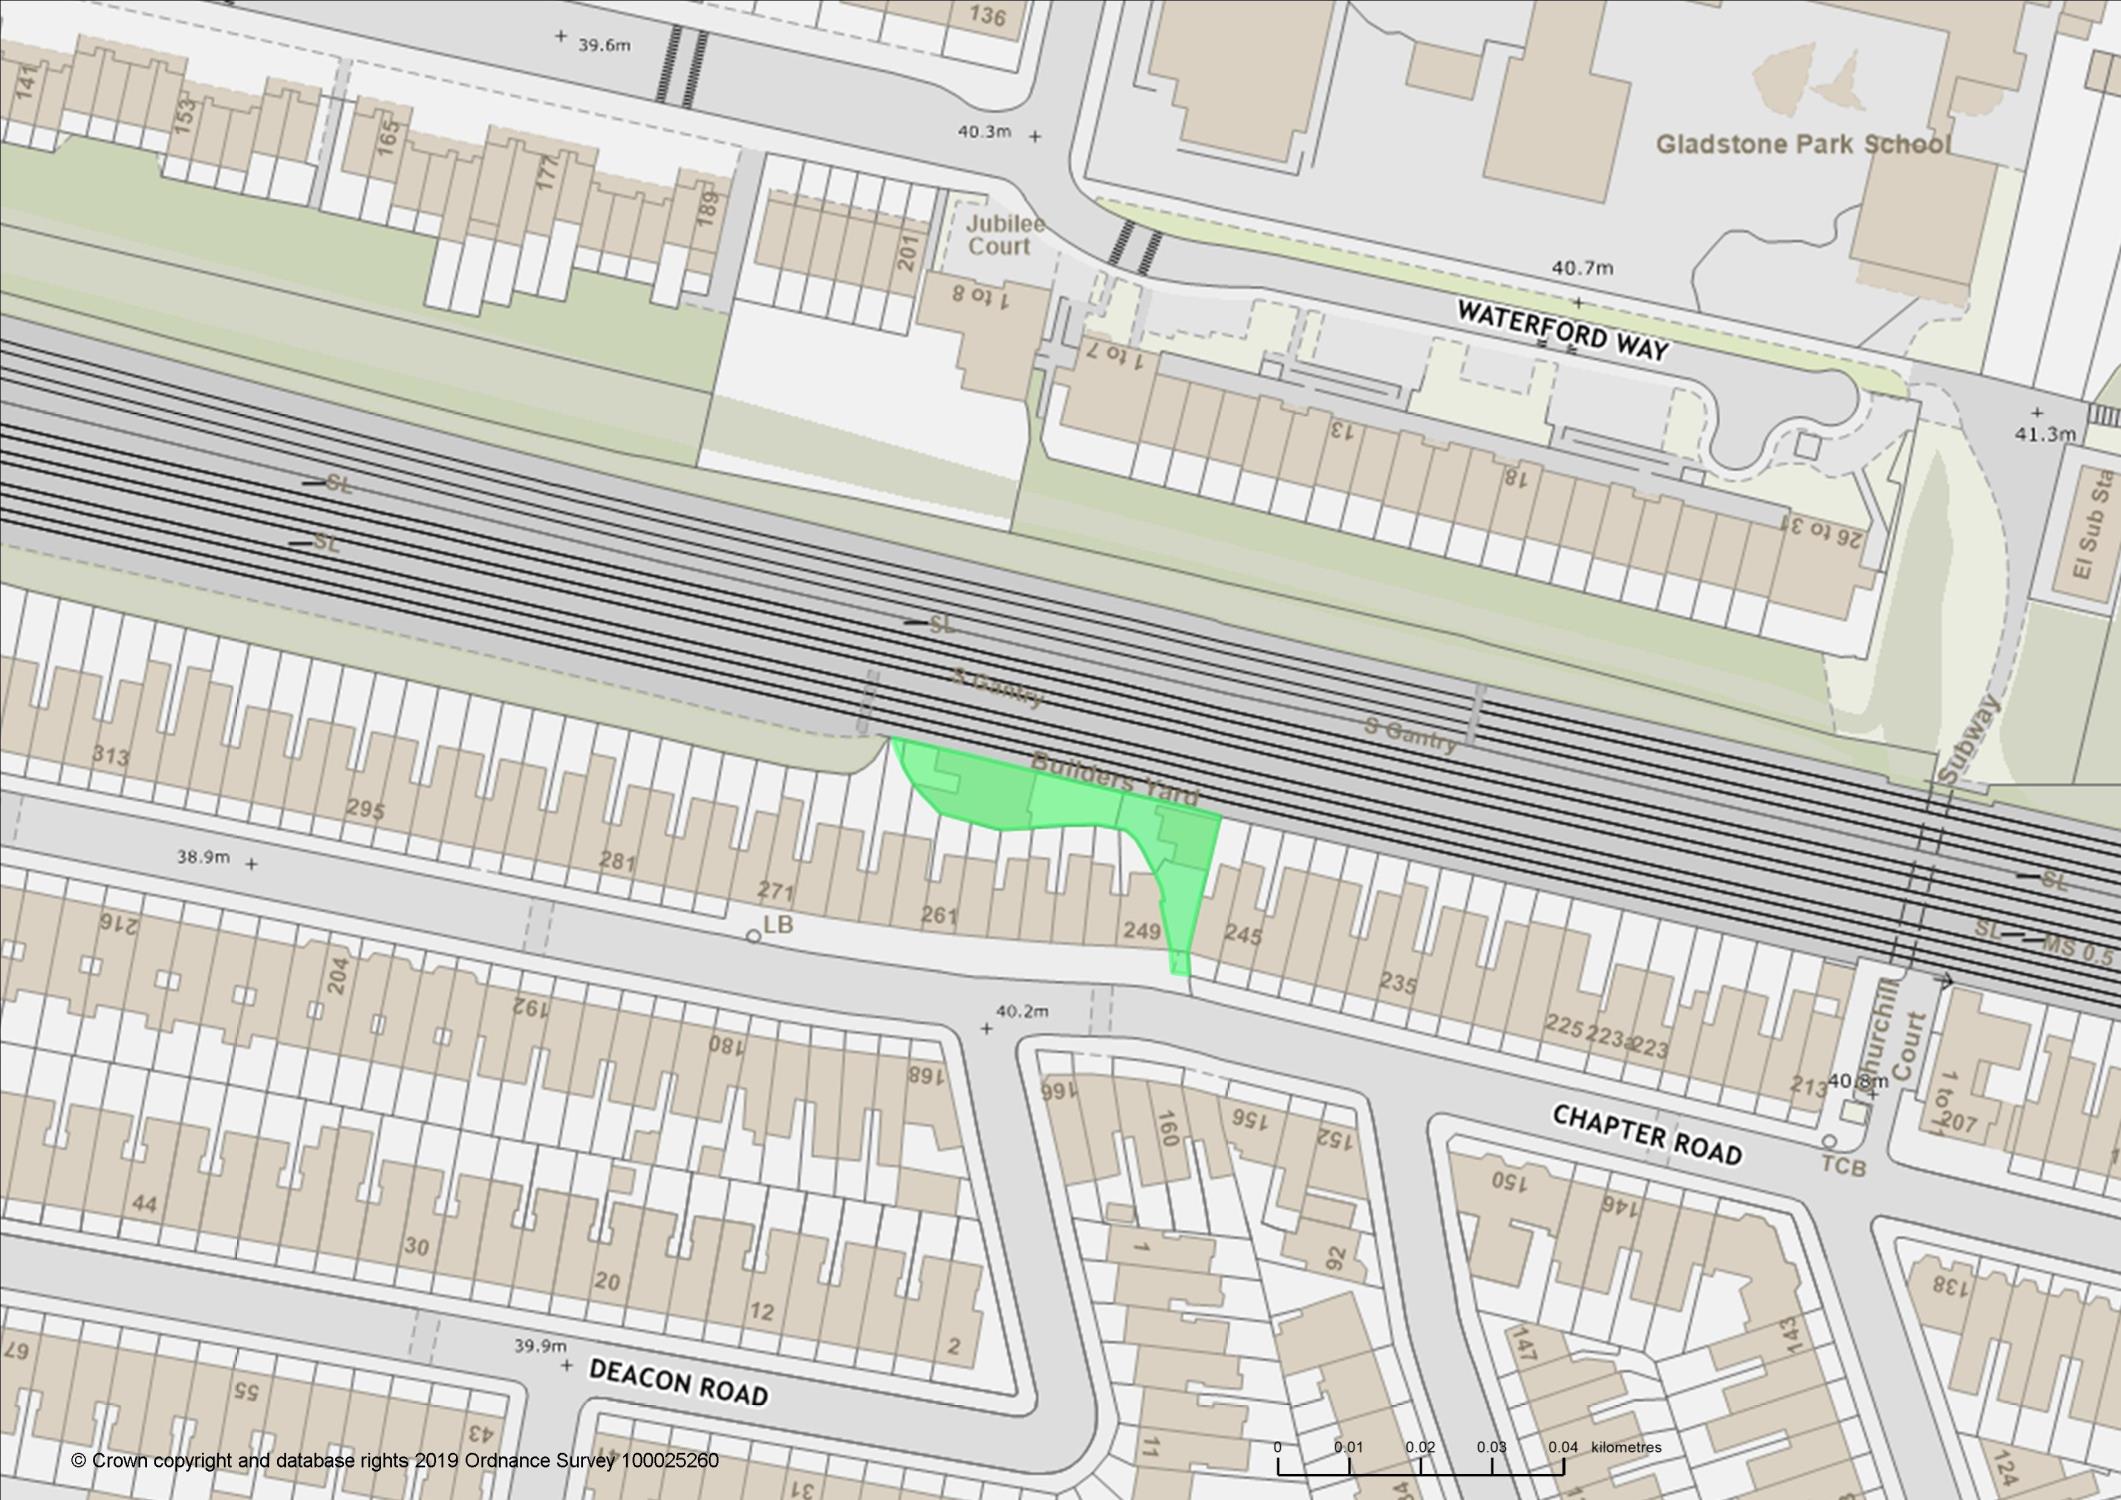 136
39.6m
141
153
165
177
189
201
40.3m
Jubilee
Court
1 to 8
Gladstone Park School
40.7m
WATERFORD WAY
1 to 7
13
18
26 to 31
41.3m
El Sub Sta
SL
SL
SL
S Gantry
S Gantry
Subway
Builders Yard
313
295
281
271
261
249
245
235
225
223a
223
213
SL
SL
MS 0.5
Churchill
Court
1 to 11
207
40.8m
TCB
38.9m
LB
40.2m
216
204
192
180
168
166
160
156
152
CHAPTER ROAD
150
146
138
44
30
20
12
2
1
92
147
143
39.9m
DEACON ROAD
67
55
43
41
31
11
124
© Crown copyright and database rights 2019 Ordnance Survey 100025260
0 0.01 0.02 0.03 0.04 kilometres